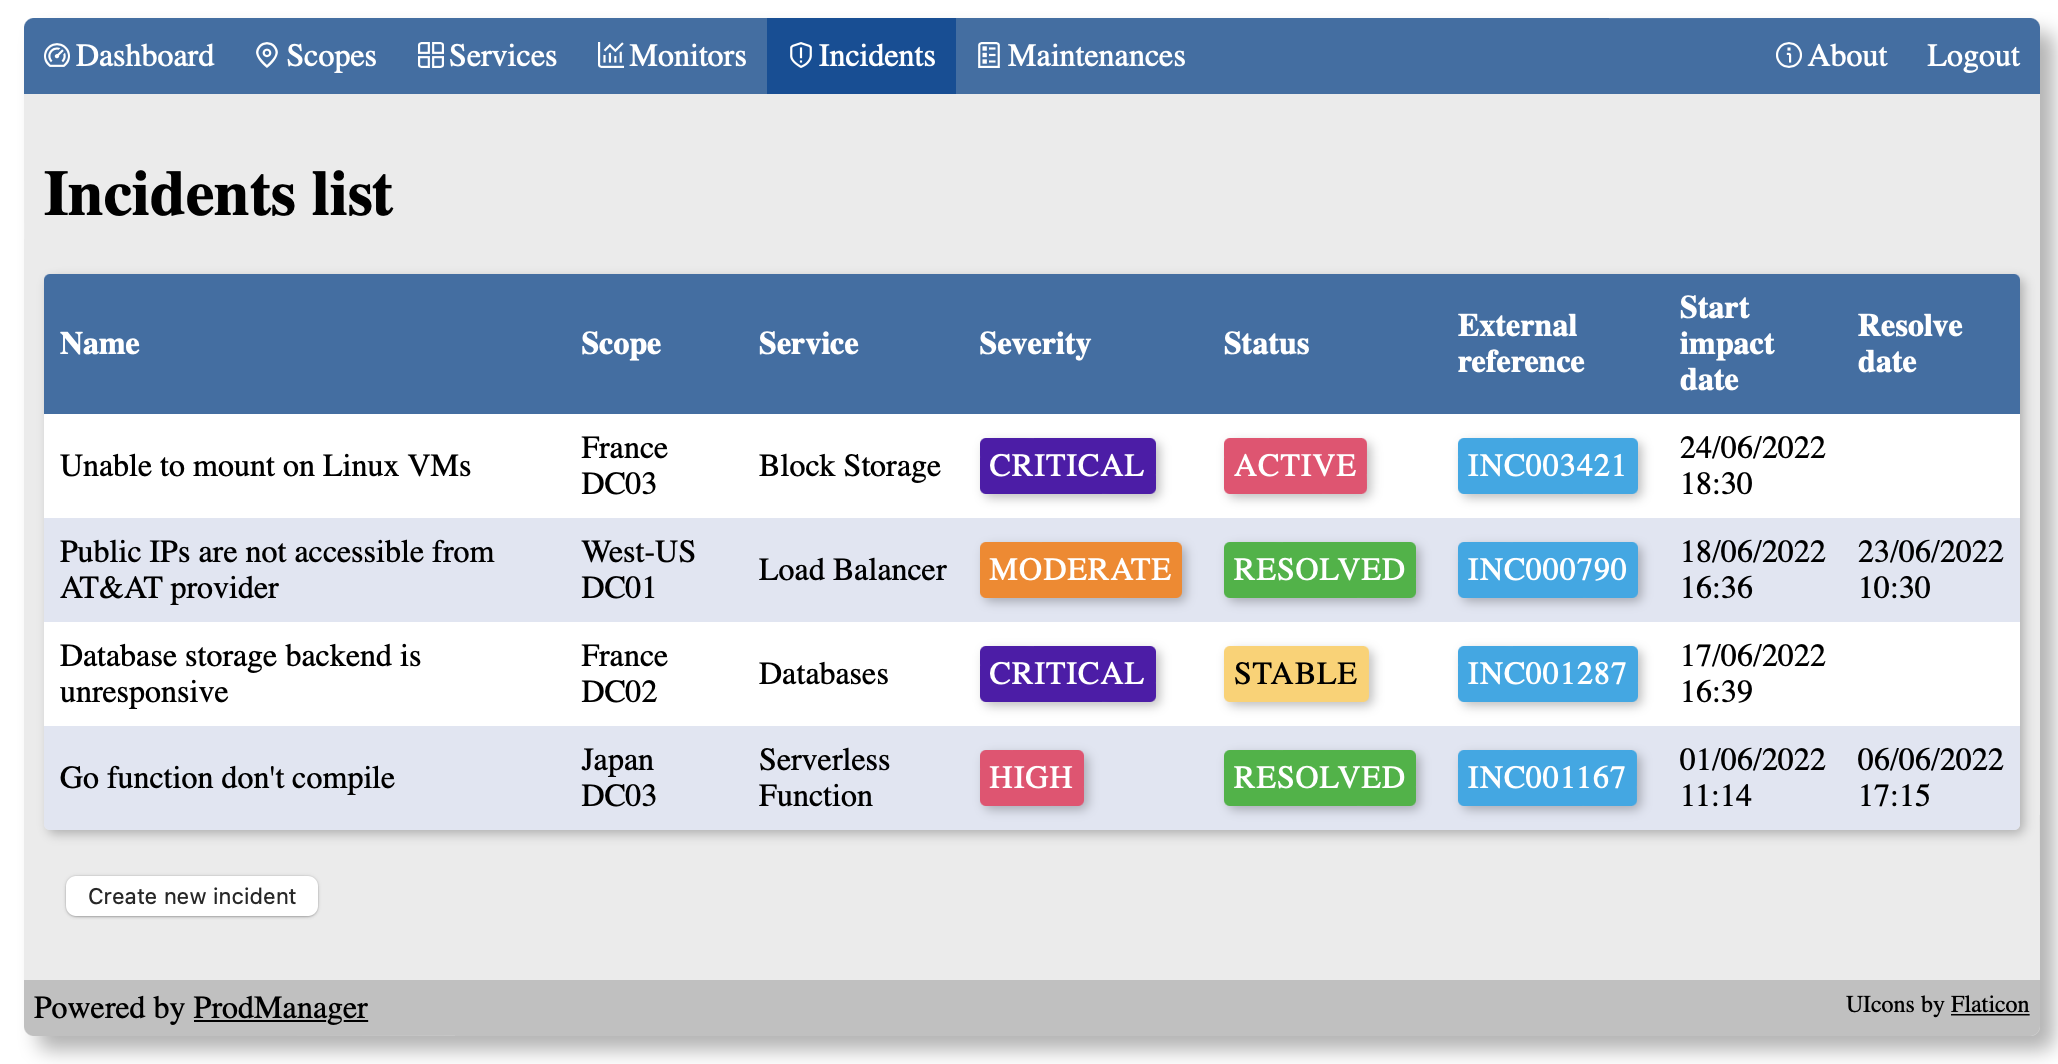 Dashboard Scopes Services Monitors Incidents Maintenances About Logout
Incidents list
Name Scope Service Severity Status External reference Start impact date Resolve date
Unable to mount on Linux VMs France DC03 Block Storage CRITICAL ACTIVE INC003421 24/06/2022 18:30
Public IPs are not accessible from AT&AT provider West-US DC01 Load Balancer MODERATE RESOLVED INC000790 18/06/2022 16:36 23/06/2022 10:30
Database storage backend is unresponsive France DC02 Databases CRITICAL STABLE INC001287 17/06/2022 16:39
Go function don't compile Japan DC03 Serverless Function HIGH RESOLVED INC001167 01/06/2022 11:14 06/06/2022 17:15
Create new incident
Powered by ProdManager UIcons by Flaticon